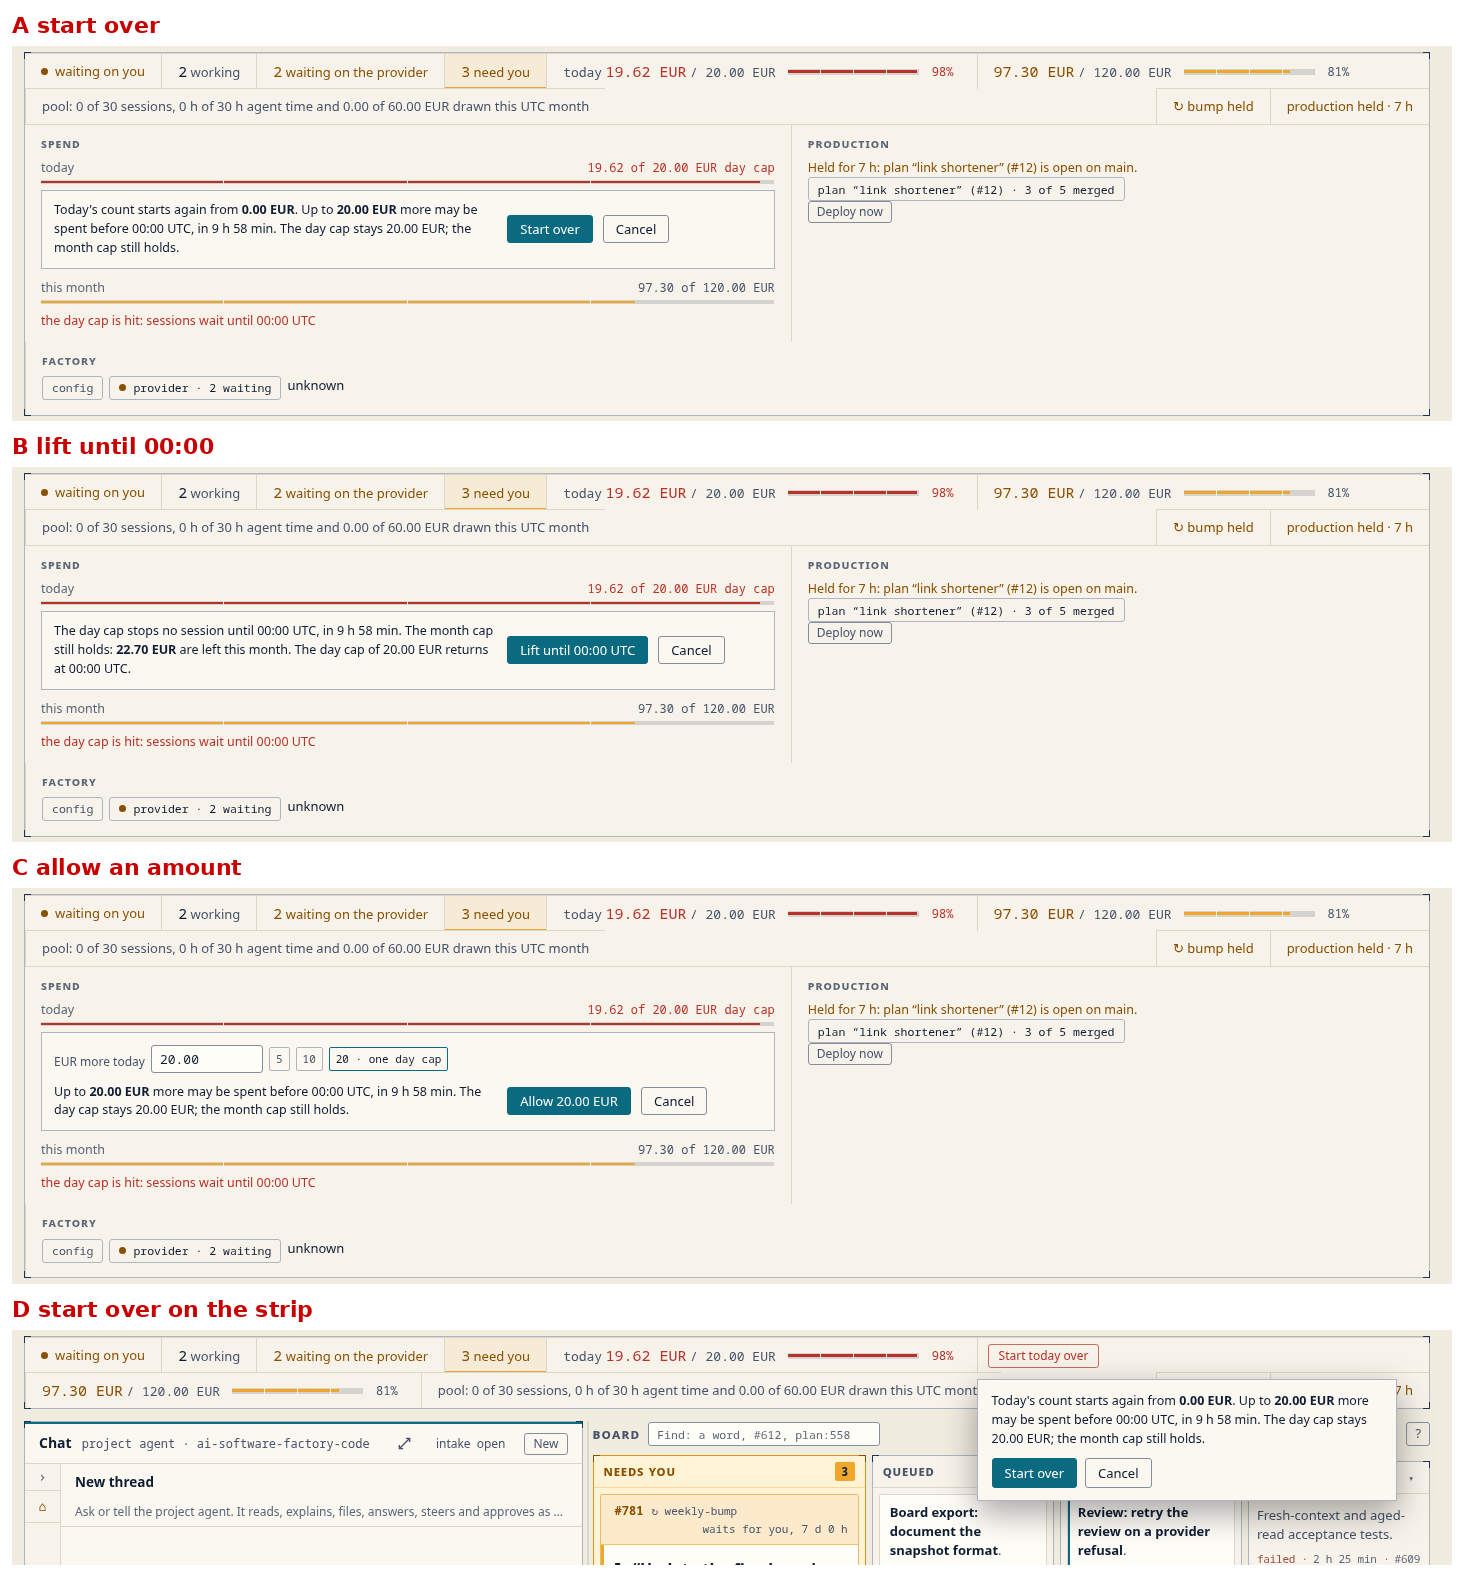 A start over
waiting on you 2 working 2 waiting on the provider 3 need you today 19.62 EUR / 20.00 EUR 98% 97.30 EUR / 120.00 EUR 81%
pool: 0 of 30 sessions, 0 h of 30 h agent time and 0.00 of 60.00 EUR drawn this UTC month ↻ bump held production held · 7 h
SPEND
today 19.62 of 20.00 EUR day cap
Today's count starts again from 0.00 EUR. Up to 20.00 EUR more may be
spent before 00:00 UTC, in 9 h 58 min. The day cap stays 20.00 EUR; the
month cap still holds.
Start over Cancel
this month 97.30 of 120.00 EUR
the day cap is hit: sessions wait until 00:00 UTC
PRODUCTION
Held for 7 h: plan “link shortener” (#12) is open on main.
plan “link shortener” (#12) · 3 of 5 merged
Deploy now
FACTORY
config provider · 2 waiting unknown
B lift until 00:00
waiting on you 2 working 2 waiting on the provider 3 need you today 19.62 EUR / 20.00 EUR 98% 97.30 EUR / 120.00 EUR 81%
pool: 0 of 30 sessions, 0 h of 30 h agent time and 0.00 of 60.00 EUR drawn this UTC month ↻ bump held production held · 7 h
SPEND
today 19.62 of 20.00 EUR day cap
The day cap stops no session until 00:00 UTC, in 9 h 58 min. The month cap
still holds: 22.70 EUR are left this month. The day cap of 20.00 EUR returns
at 00:00 UTC.
Lift until 00:00 UTC Cancel
this month 97.30 of 120.00 EUR
the day cap is hit: sessions wait until 00:00 UTC
PRODUCTION
Held for 7 h: plan “link shortener” (#12) is open on main.
plan “link shortener” (#12) · 3 of 5 merged
Deploy now
FACTORY
config provider · 2 waiting unknown
C allow an amount
waiting on you 2 working 2 waiting on the provider 3 need you today 19.62 EUR / 20.00 EUR 98% 97.30 EUR / 120.00 EUR 81%
pool: 0 of 30 sessions, 0 h of 30 h agent time and 0.00 of 60.00 EUR drawn this UTC month ↻ bump held production held · 7 h
SPEND
today 19.62 of 20.00 EUR day cap
EUR more today 20.00 5 10 20 · one day cap
Up to 20.00 EUR more may be spent before 00:00 UTC, in 9 h 58 min. The
day cap stays 20.00 EUR; the month cap still holds.
Allow 20.00 EUR Cancel
this month 97.30 of 120.00 EUR
the day cap is hit: sessions wait until 00:00 UTC
PRODUCTION
Held for 7 h: plan “link shortener” (#12) is open on main.
plan “link shortener” (#12) · 3 of 5 merged
Deploy now
FACTORY
config provider · 2 waiting unknown
D start over on the strip
waiting on you 2 working 2 waiting on the provider 3 need you today 19.62 EUR / 20.00 EUR 98% Start today over
97.30 EUR / 120.00 EUR 81% pool: 0 of 30 sessions, 0 h of 30 h agent time and 0.00 of 60.00 EUR drawn this UTC mont 7 h
Today's count starts again from 0.00 EUR. Up to 20.00 EUR more
may be spent before 00:00 UTC, in 9 h 58 min. The day cap stays
20.00 EUR; the month cap still holds.
Start over Cancel
Chat project agent · ai-software-factory-code intake open New
New thread
Ask or tell the project agent. It reads, explains, files, answers, steers and approves as ...
BOARD Find: a word, #612, plan:558 ?
NEEDS YOU 3
#781 ↻ weekly-bump
waits for you, 7 d 0 h
QUEUED
Board export:
document the
snapshot format.
Review: retry the
review on a provider
refusal.
Fresh-context and aged-
read acceptance tests.
failed · 2 h 25 min · #609